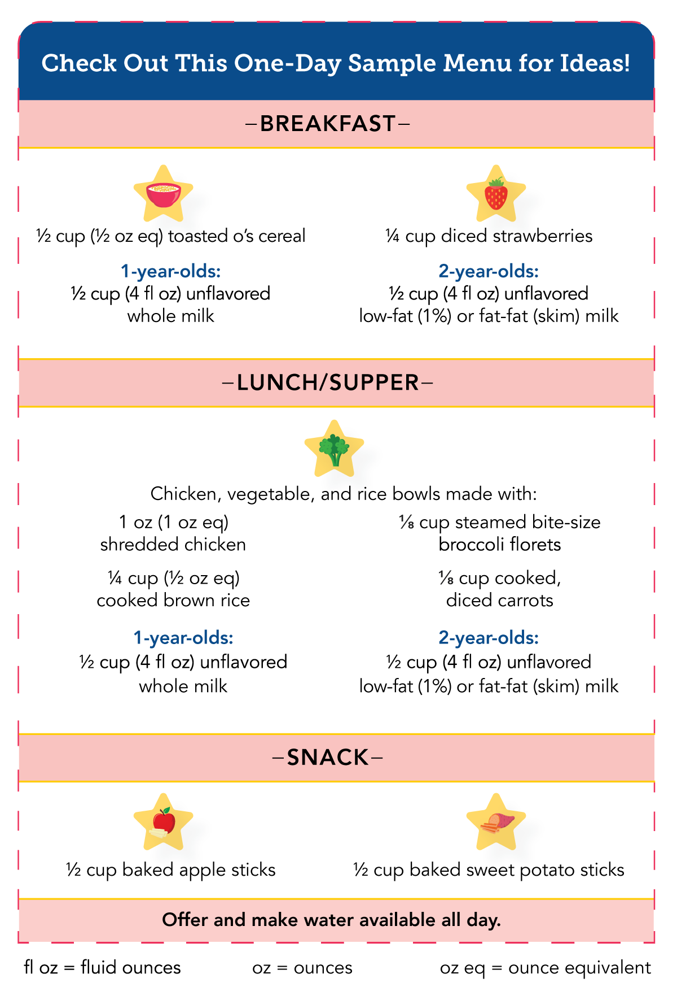 Check Out This One-Day Sample Menu for Ideas!
–BREAKFAST–
½ cup (½ oz eq) toasted o’s cereal
¼ cup diced strawberries
1-year-olds:
½ cup (4 fl oz) unflavored
whole milk
2-year-olds:
½ cup (4 fl oz) unflavored
low-fat (1%) or fat-fat (skim) milk
–LUNCH/SUPPER–
Chicken, vegetable, and rice bowls made with:
1 oz (1 oz eq)
shredded chicken
⅛ cup steamed bite-size
broccoli florets
¼ cup (½ oz eq)
cooked brown rice
⅛ cup cooked,
diced carrots
1-year-olds:
½ cup (4 fl oz) unflavored
whole milk
2-year-olds:
½ cup (4 fl oz) unflavored
low-fat (1%) or fat-fat (skim) milk
–SNACK–
½ cup baked apple sticks
½ cup baked sweet potato sticks
Offer and make water available all day.
fl oz = fluid ounces
oz = ounces
oz eq = ounce equivalent